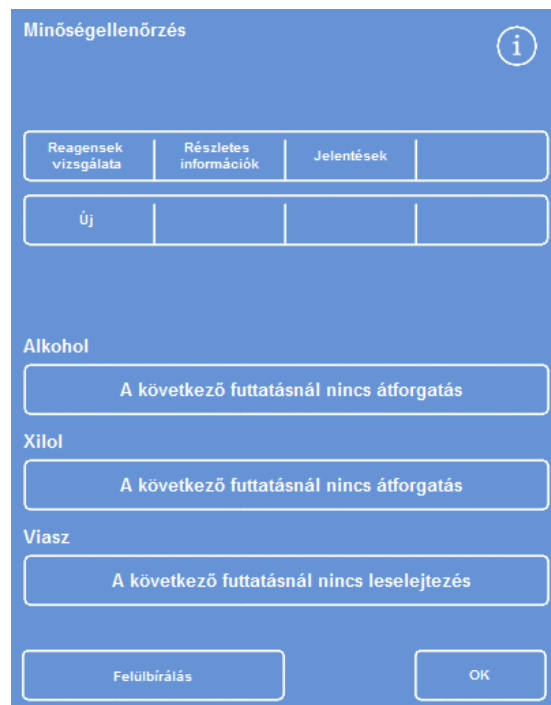 Minőségellenőrzés
i
Reagensek Részletes Jelentések
vizsgálata információk
Új
Alkohol
A következő futtatásnál nincs átforgatás
Xilol
A következő futtatásnál nincs átforgatás
Viasz
A következő futtatásnál nincs leselejtezés
Felülbírálás OK